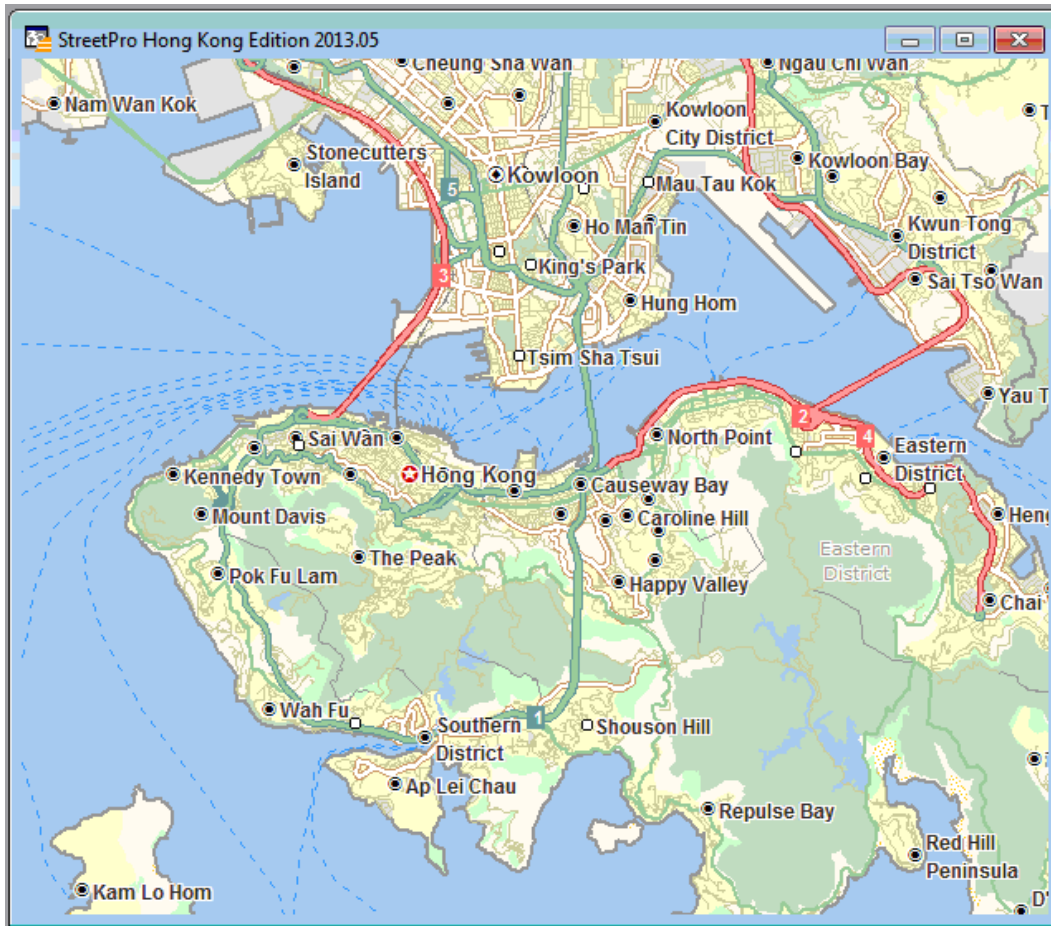 StreetPro Hong Kong Edition 2013.05
Cheung Sha Wan
Ngau Chi Wan
Nam Wan Kok
Kowloon
City District
Stonecutters
Island
Kowloon Bay
Kowloon
5
Mau Tau Kok
Ho Man Tin
Kwun Tong
District
3
King's Park
Sai Tso Wan
Hung Hom
Tsim Sha Tsui
Yau T
2
4
Sai Wan
North Point
Eastern
District
Kennedy Town
Hong Kong
Causeway Bay
Mount Davis
Caroline Hill
Heng
The Peak
Eastern
District
Pok Fu Lam
Happy Valley
Chai
Wah Fu
1
Southern
District
Shouson Hill
Ap Lei Chau
Repulse Bay
Red Hill
Peninsula
Kam Lo Hom
D'